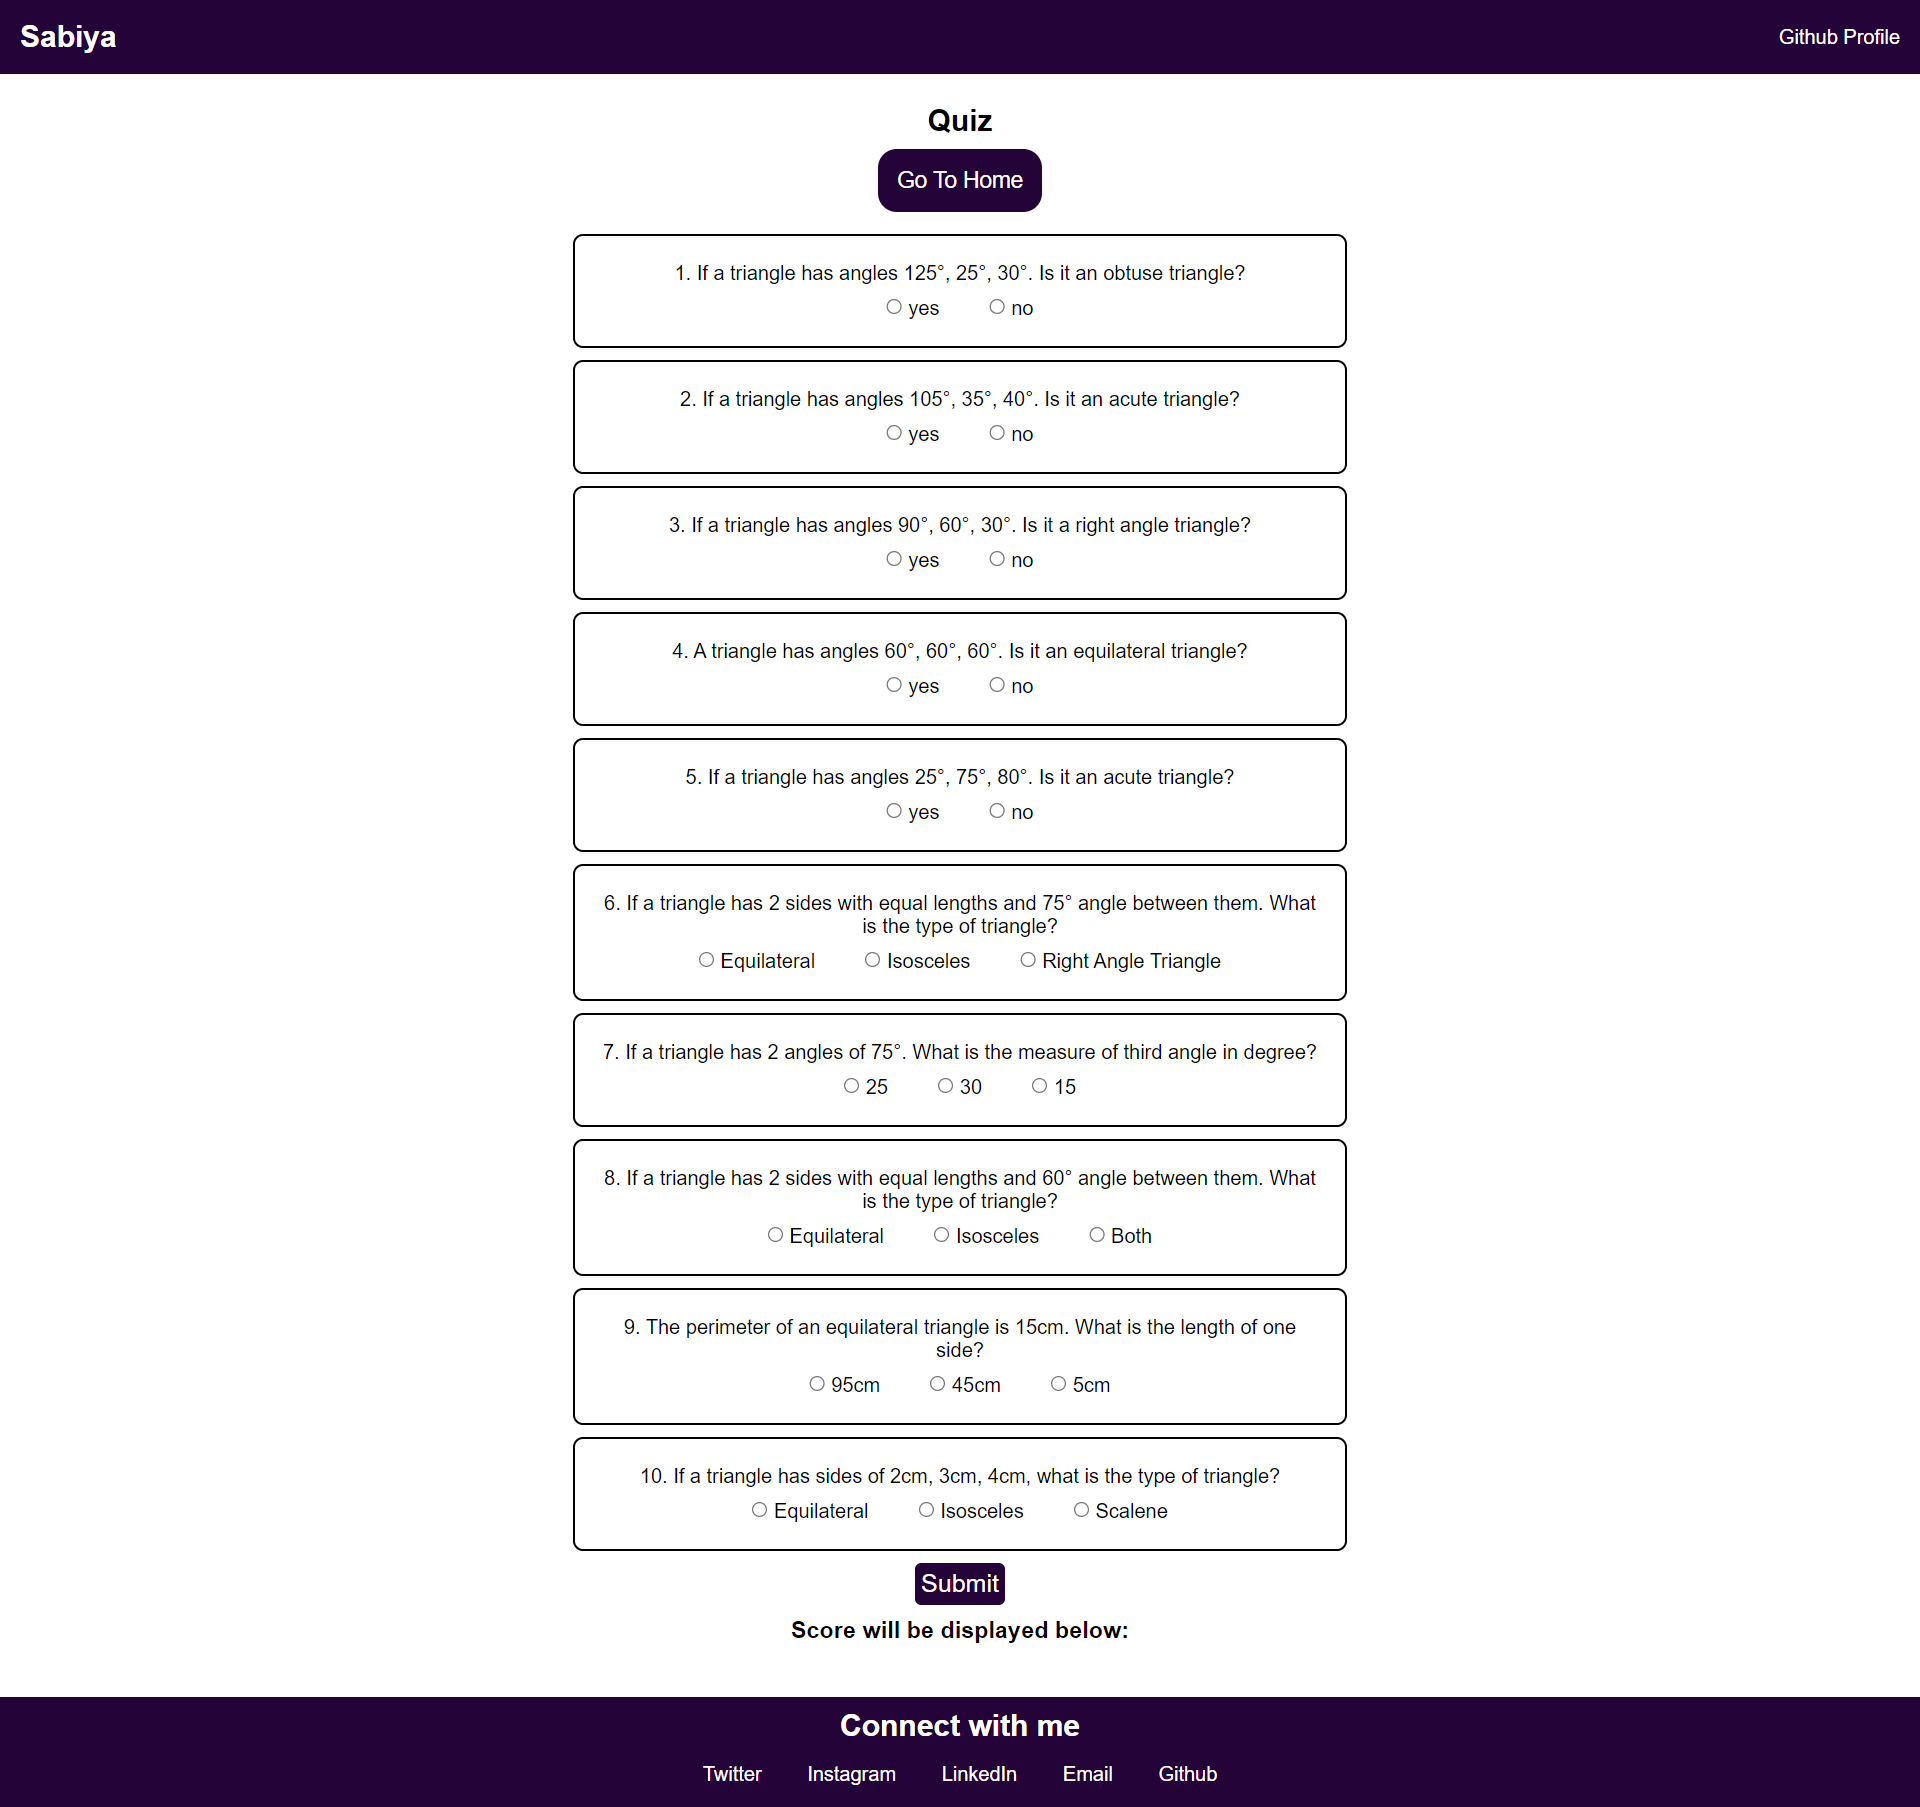 Sabiya
Github Profile
Quiz
Go To Home
1. If a triangle has angles 125°, 25°, 30°. Is it an obtuse triangle?
yes no
2. If a triangle has angles 105°, 35°, 40°. Is it an acute triangle?
yes no
3. If a triangle has angles 90°, 60°, 30°. Is it a right angle triangle?
yes no
4. A triangle has angles 60°, 60°, 60°. Is it an equilateral triangle?
yes no
5. If a triangle has angles 25°, 75°, 80°. Is it an acute triangle?
yes no
6. If a triangle has 2 sides with equal lengths and 75° angle between them. What
is the type of triangle?
Equilateral Isosceles Right Angle Triangle
7. If a triangle has 2 angles of 75°. What is the measure of third angle in degree?
25 30 15
8. If a triangle has 2 sides with equal lengths and 60° angle between them. What
is the type of triangle?
Equilateral Isosceles Both
9. The perimeter of an equilateral triangle is 15cm. What is the length of one
side?
95cm 45cm 5cm
10. If a triangle has sides of 2cm, 3cm, 4cm, what is the type of triangle?
Equilateral Isosceles Scalene
Submit
Score will be displayed below:
Connect with me
Twitter Instagram LinkedIn Email Github